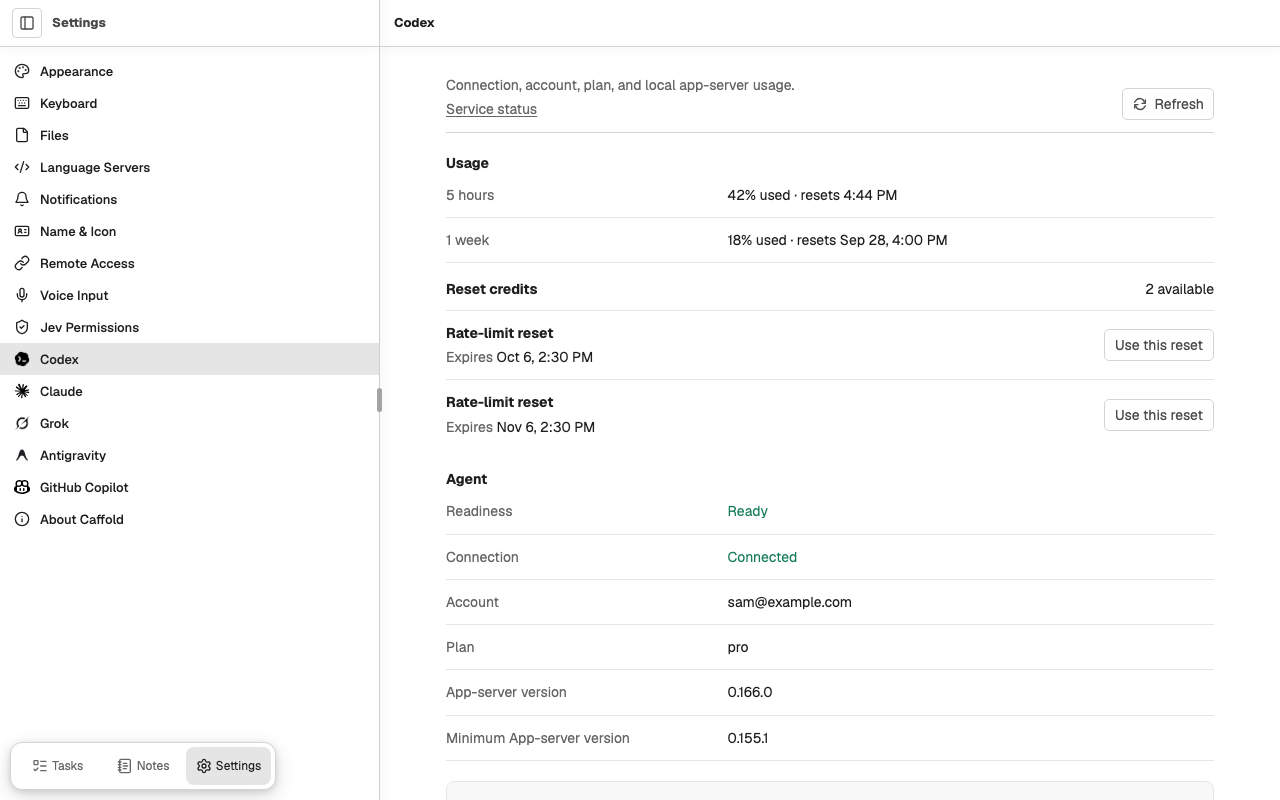 Settings
Appearance
Keyboard
Files
Language Servers
Notifications
Name & Icon
Remote Access
Voice Input
Jev Permissions
Codex
Claude
Grok
Antigravity
GitHub Copilot
About Caffold
Tasks
Notes
Settings
Codex
Connection, account, plan, and local app-server usage.
Service status
Refresh
Usage
5 hours 42% used · resets 4:44 PM
1 week 18% used · resets Sep 28, 4:00 PM
Reset credits 2 available
Rate-limit reset
Expires Oct 6, 2:30 PM
Use this reset
Rate-limit reset
Expires Nov 6, 2:30 PM
Use this reset
Agent
Readiness Ready
Connection Connected
Account sam@example.com
Plan pro
App-server version 0.166.0
Minimum App-server version 0.155.1